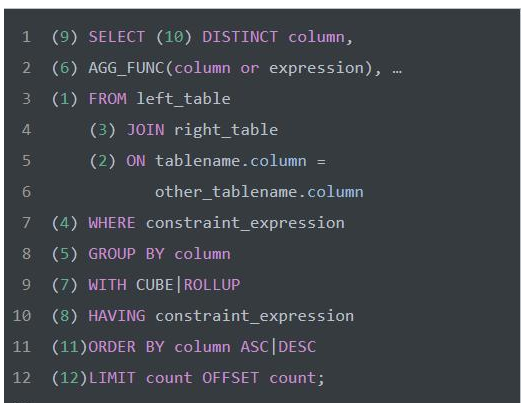 1 (9) SELECT (10) DISTINCT column,
2 (6) AGG_FUNC(column or expression), …
3 (1) FROM left_table
4 (3) JOIN right_table
5 (2) ON tablename.column =
6 other_tablename.column
7 (4) WHERE constraint_expression
8 (5) GROUP BY column
9 (7) WITH CUBE|ROLLUP
10 (8) HAVING constraint_expression
11 (11)ORDER BY column ASC|DESC
12 (12)LIMIT count OFFSET count;